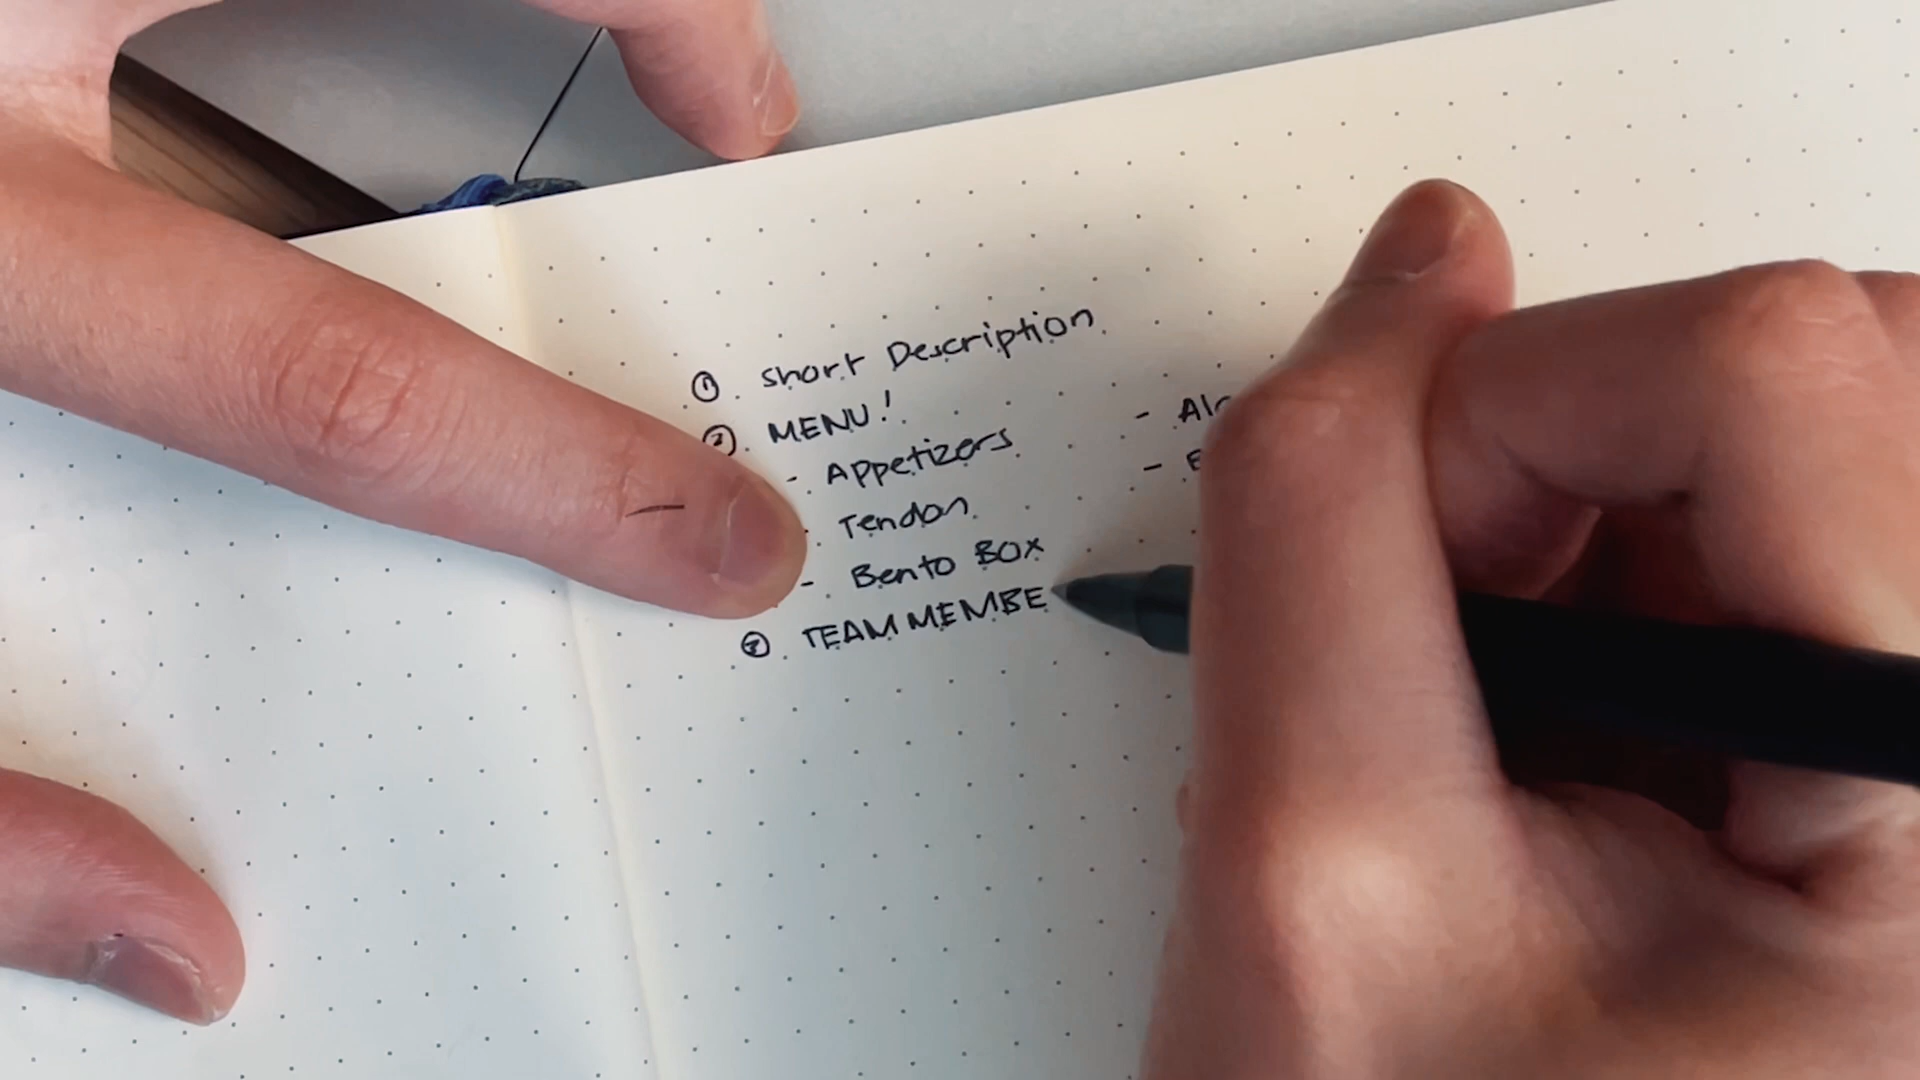 ① Short Description
② MENU!
- Appetizers
- Tendon
- Bento Box
③ TEAM MEMBE